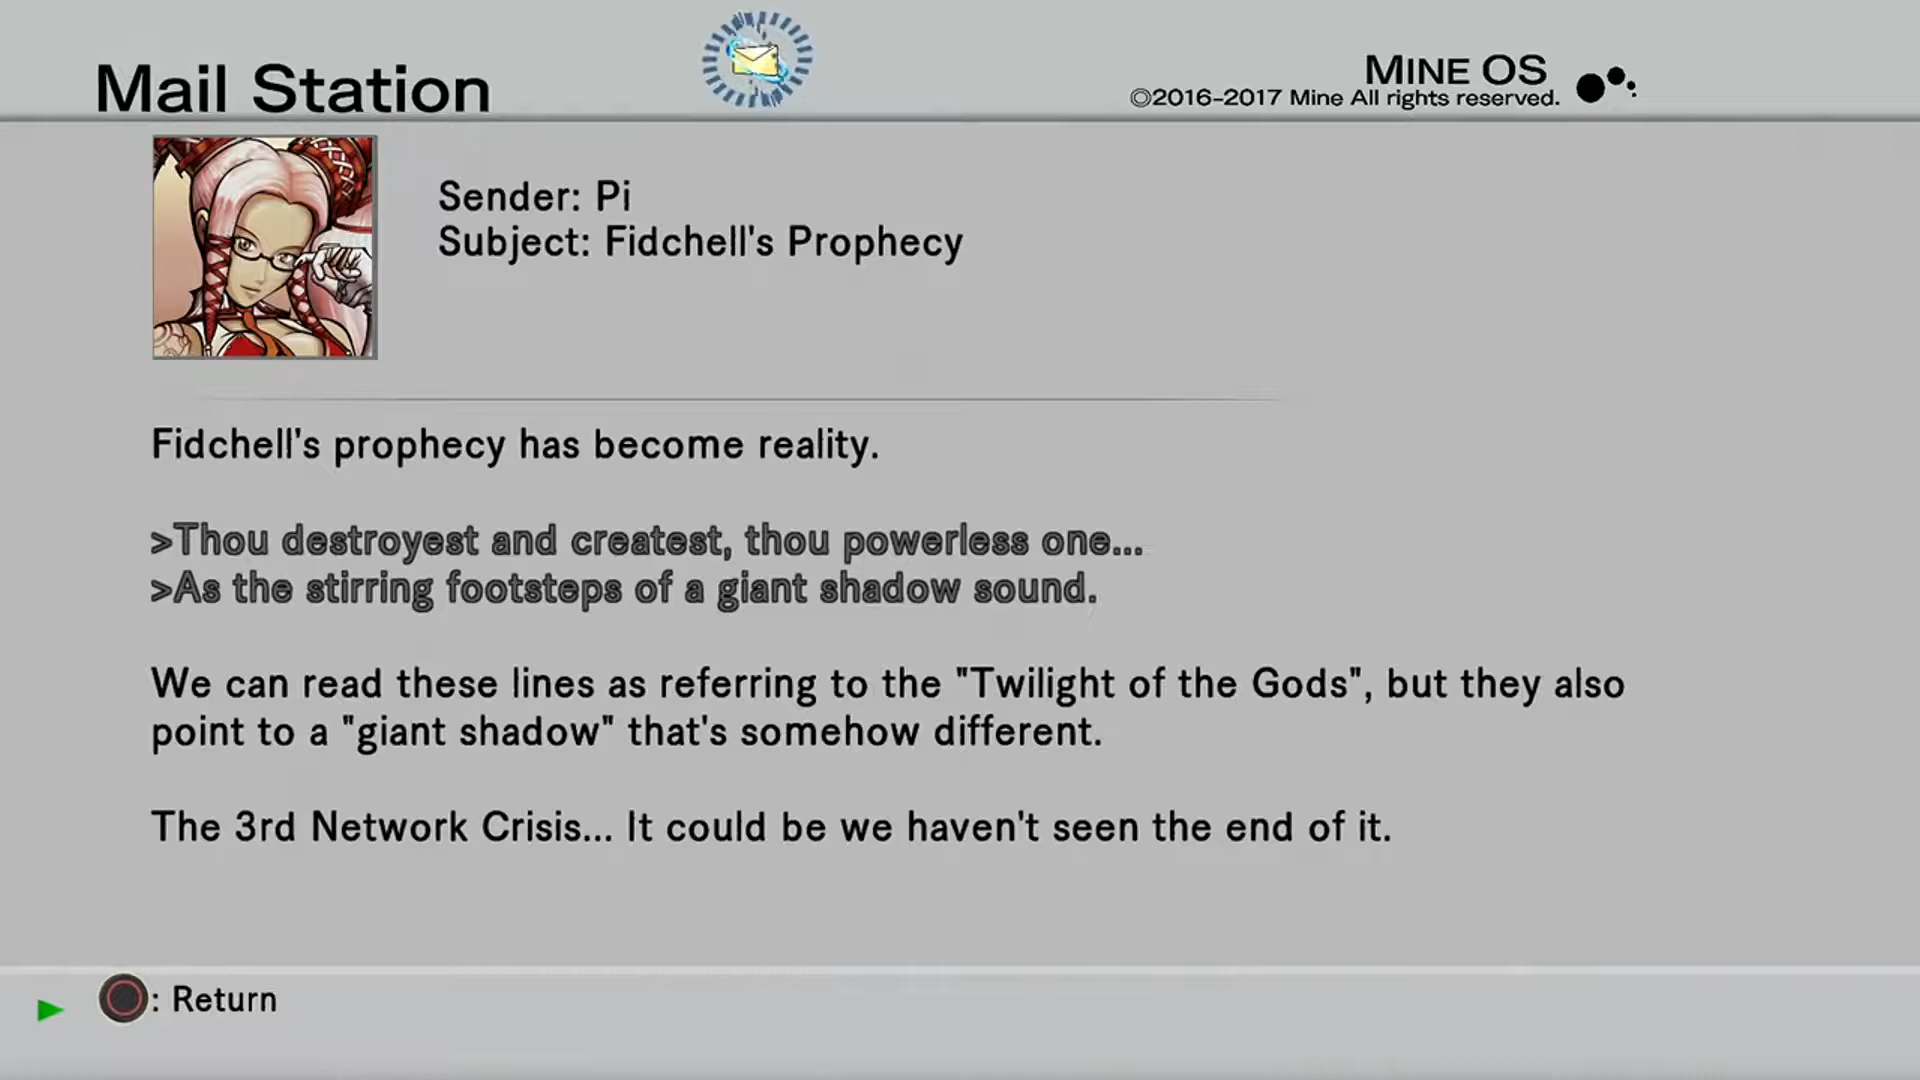 Mail Station
MINE OS
©2016-2017 Mine All rights reserved.
Sender: Pi
Subject: Fidchell's Prophecy
Fidchell's prophecy has become reality.
>Thou destroyest and createst, thou powerless one...
>As the stirring footsteps of a giant shadow sound.
We can read these lines as referring to the "Twilight of the Gods", but they also
point to a "giant shadow" that's somehow different.
The 3rd Network Crisis... It could be we haven't seen the end of it.
: Return